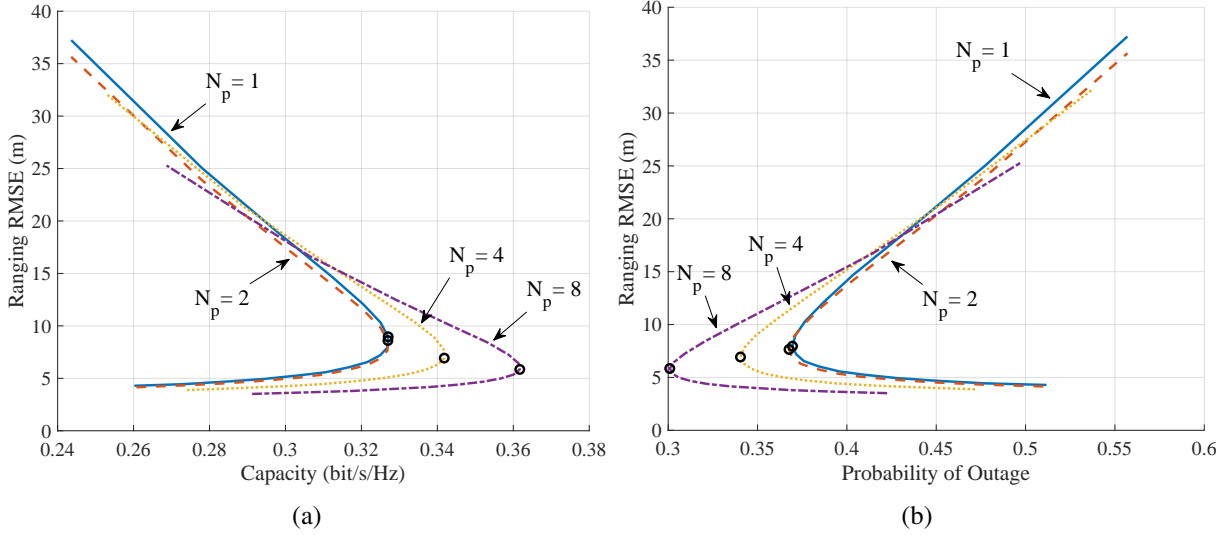 40
35
30
25
20
15
10
5
0
Ranging RMSE (m)
N_p = 1
N_p = 2
N_p = 4
N_p = 8
0.24 0.26 0.28 0.3 0.32 0.34 0.36 0.38
Capacity (bit/s/Hz)
(a)
40
35
30
25
20
15
10
5
0
Ranging RMSE (m)
N_p = 1
N_p = 4
N_p = 8
N_p = 2
0.3 0.35 0.4 0.45 0.5 0.55 0.6
Probability of Outage
(b)